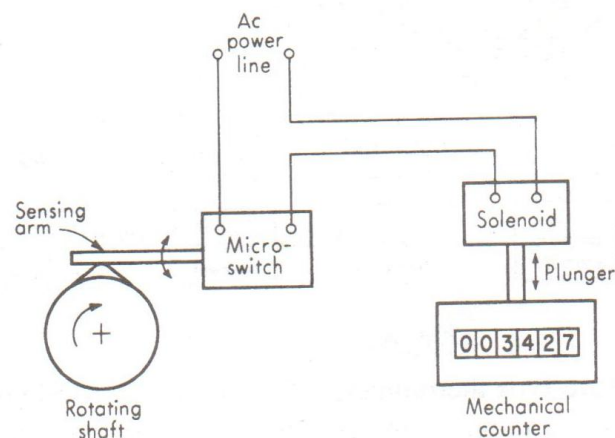 Ac
power
line
Sensing
arm
Micro-
switch
Solenoid
Plunger
003427
Rotating
shaft
Mechanical
counter